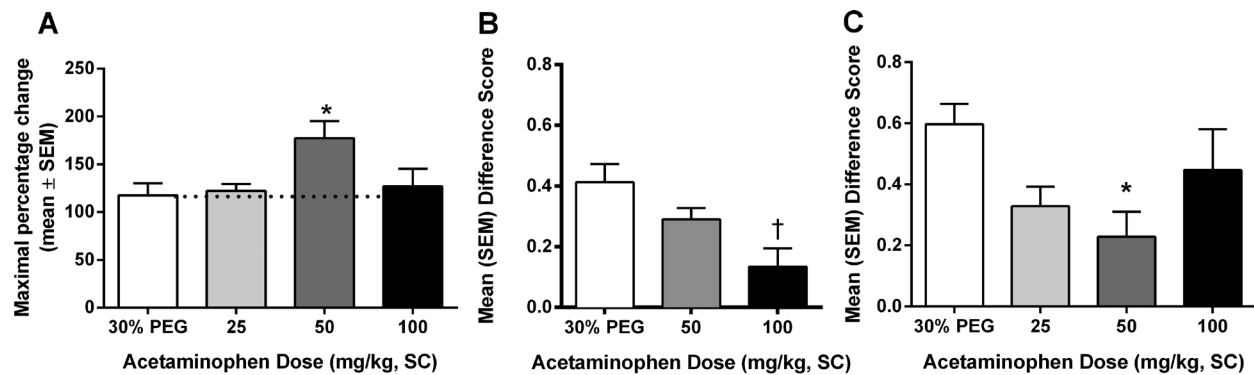 A
Maximal percentage change
(mean ± SEM)
250
200
150
100
50
0
*
30% PEG 25 50 100
Acetaminophen Dose (mg/kg, SC)
B
Mean (SEM) Difference Score
0.8
0.6
0.4
0.2
0.0
†
30% PEG 50 100
Acetaminophen Dose (mg/kg, SC)
C
Mean (SEM) Difference Score
0.8
0.6
0.4
0.2
0.0
*
30% PEG 25 50 100
Acetaminophen Dose (mg/kg, SC)